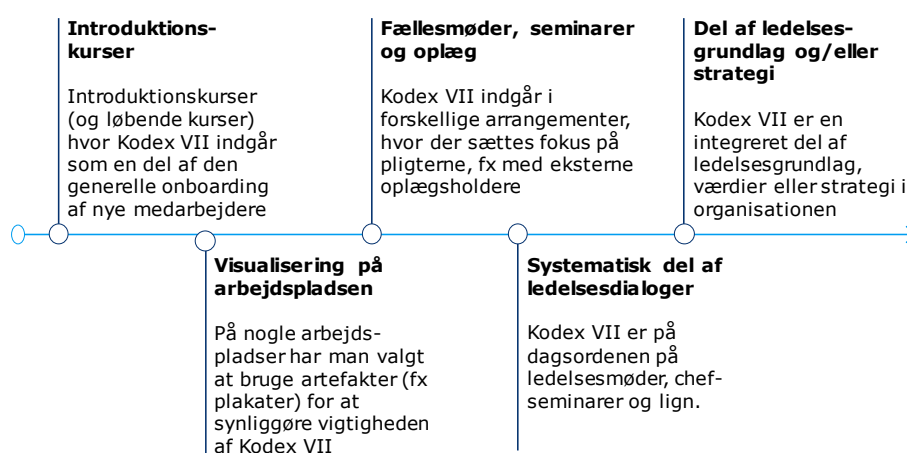 Introduktions-
kurser
Introduktionskurser
(og løbende kurser)
hvor Kodex VII indgår
som en del af den
generelle onboarding
af nye medarbejdere
Visualisering på
arbejdspladsen
På nogle arbejds-
pladser har man valgt
at bruge artefakter (fx
plakater) for at
synliggøre vigtigheden
af Kodex VII
Fællesmøder, seminarer
og oplæg
Kodex VII indgår i
forskellige arrangementer,
hvor der sættes fokus på
pligterne, fx med eksterne
oplægsholdere
Systematisk del af
ledelsesdialoger
Kodex VII er på
dagsordenen på
ledelsesmøder, chef-
seminarer og lign.
Del af ledelses-
grundlag og/eller
strategi
Kodex VII er en
integreret del af
ledelsesgrundlag,
værdier eller strategi i
organisationen